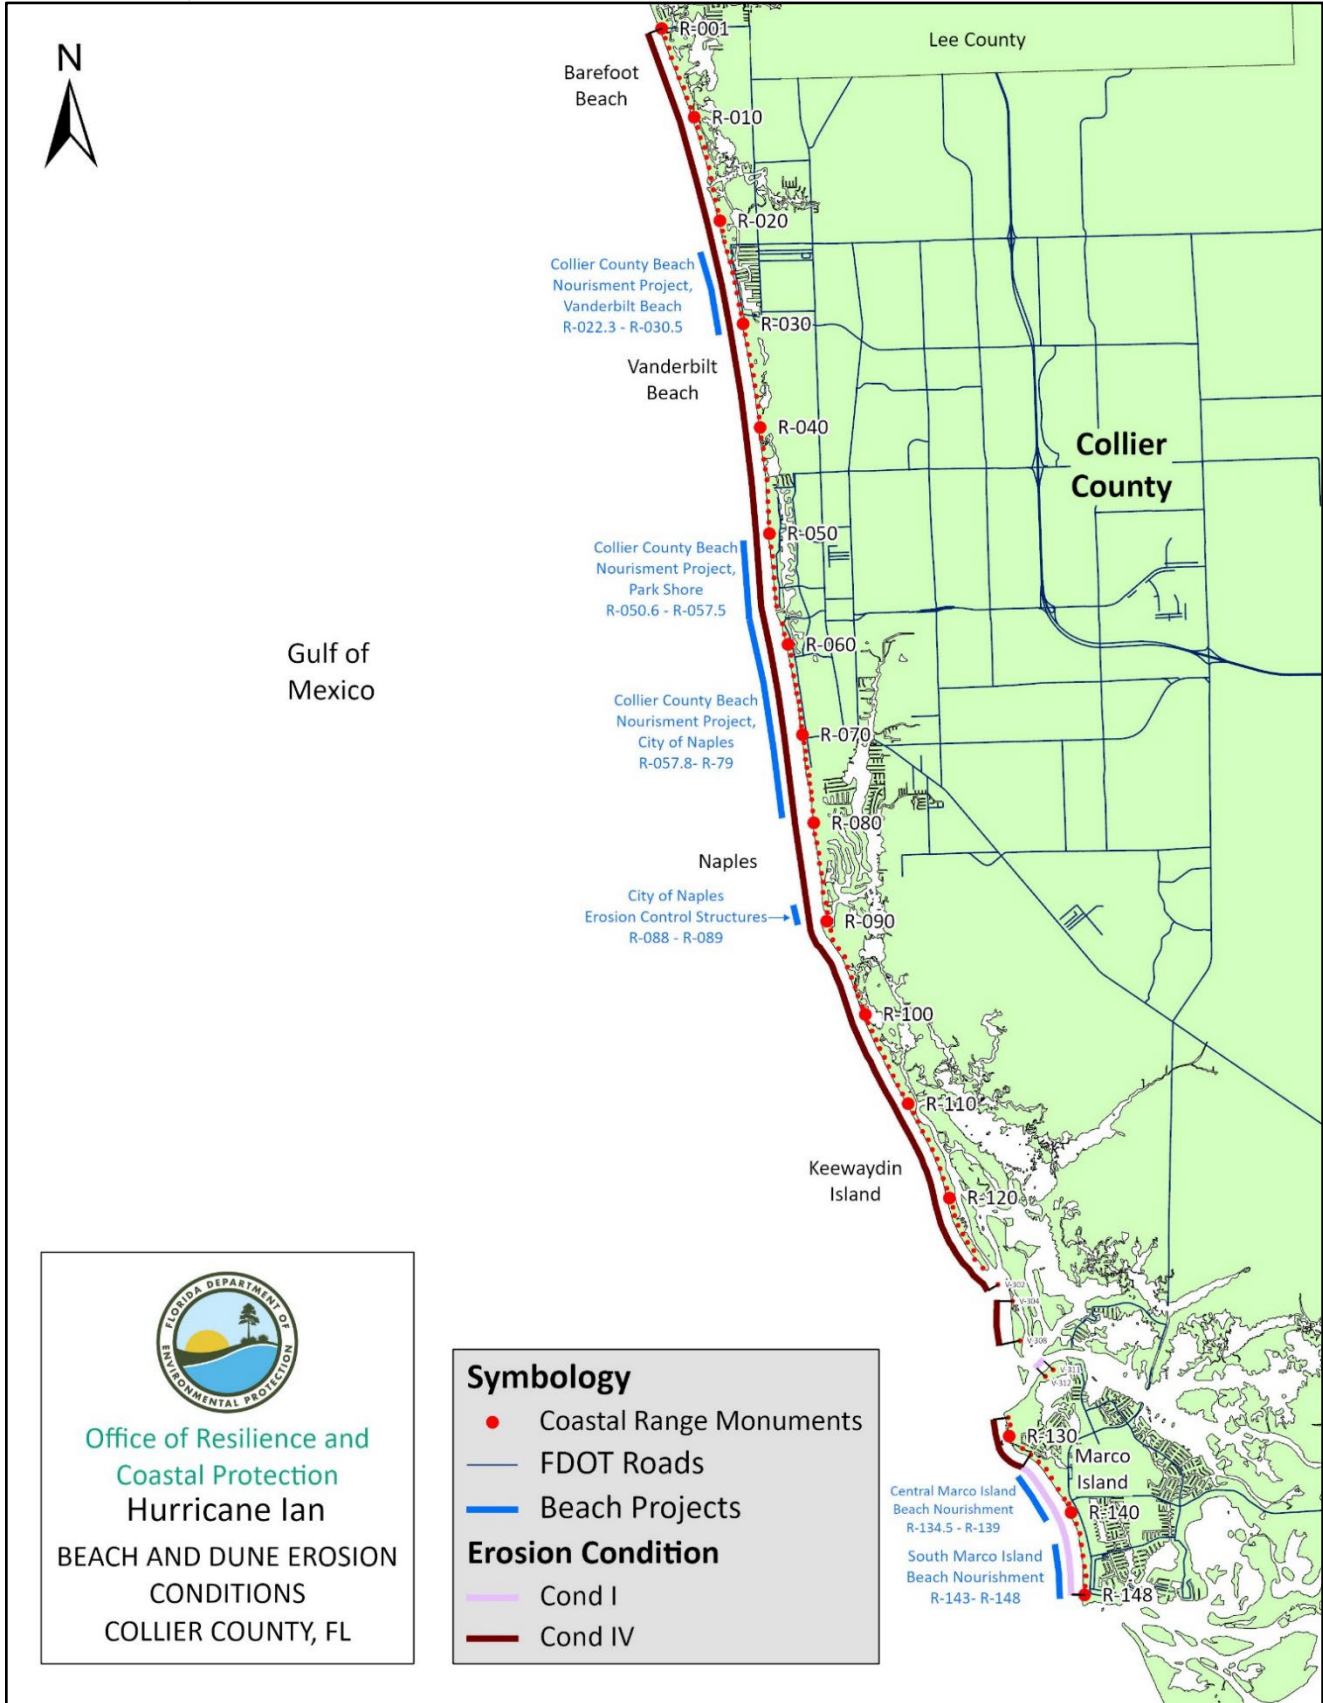 N
Lee County
R-001
Barefoot
Beach
R-010
R-020
Collier County Beach
Nourisment Project,
Vanderbilt Beach
R-022.3 - R-030.5
R-030
Vanderbilt
Beach
R-040
Collier
County
R-050
Collier County Beach
Nourisment Project,
Park Shore
R-050.6 - R-057.5
R-060
Gulf of
Mexico
Collier County Beach
Nourisment Project,
City of Naples
R-057.8- R-79
R-070
R-080
Naples
City of Naples
Erosion Control Structures
R-088 - R-089
R-090
R-100
R-110
Keewaydin
Island
R-120
V-302
V-304
V-308
V-311
V-312
R-130
Marco
Island
Central Marco Island
Beach Nourishment
R-134.5 - R-139
R-140
South Marco Island
Beach Nourishment
R-143- R-148
R-148
FLORIDA DEPARTMENT OF
ENVIRONMENTAL PROTECTION
Office of Resilience and
Coastal Protection
Hurricane Ian
BEACH AND DUNE EROSION
CONDITIONS
COLLIER COUNTY, FL
Symbology
Coastal Range Monuments
FDOT Roads
Beach Projects
Erosion Condition
Cond I
Cond IV